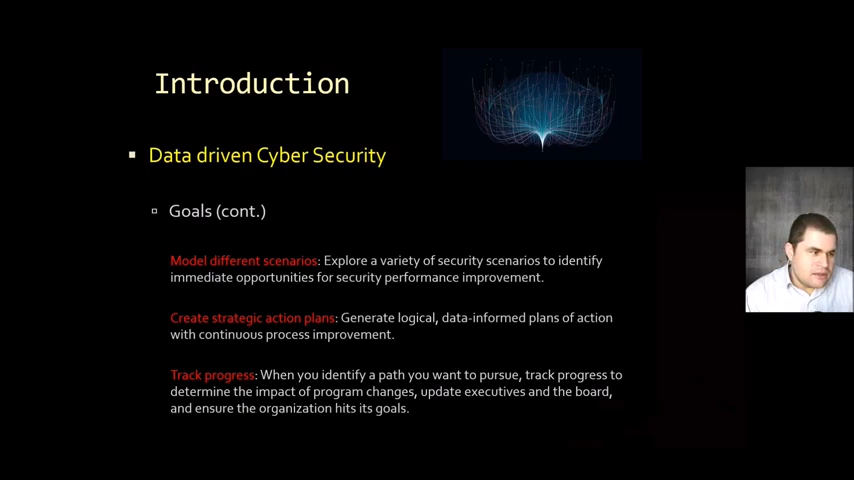 Introduction
Data driven Cyber Security
Goals (cont.)
Model different scenarios: Explore a variety of security scenarios to identify
immediate opportunities for security performance improvement.
Create strategic action plans: Generate logical, data-informed plans of action
with continuous process improvement.
Track progress: When you identify a path you want to pursue, track progress to
determine the impact of program changes, update executives and the board,
and ensure the organization hits its goals.